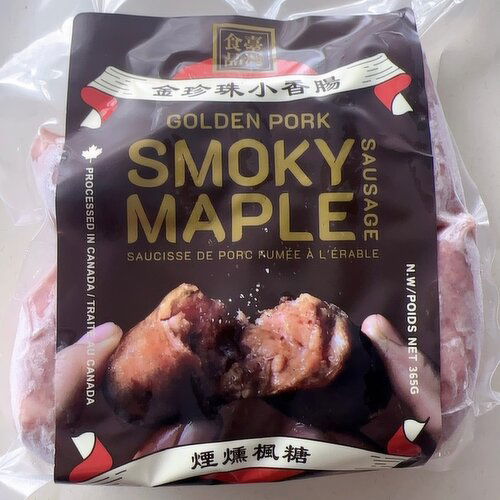 金珍珠小香腸
GOLDEN PORK
SMOKY
MAPLE
SAUSAGE
SAUCISSE DE PORC FUMÉE À L'ÉRABLE
PROCESSED IN CANADA / TRAITÉ AU CANADA
N.W/POIDS NET 365G
煙燻楓糖